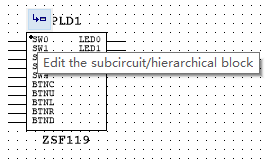 PLD1
SW0 LED0
SW1 LED1
Edit the subcircuit/hierarchical block
BTNC
BTNU
BTNL
BTNR
BTND
ZSF119